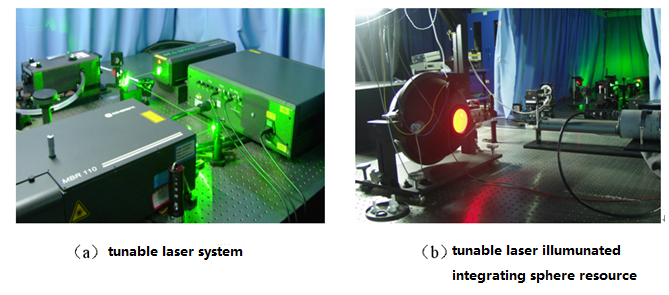 MBR 110
（a）tunable laser system
（b）tunable laser illumunated
integrating sphere resource